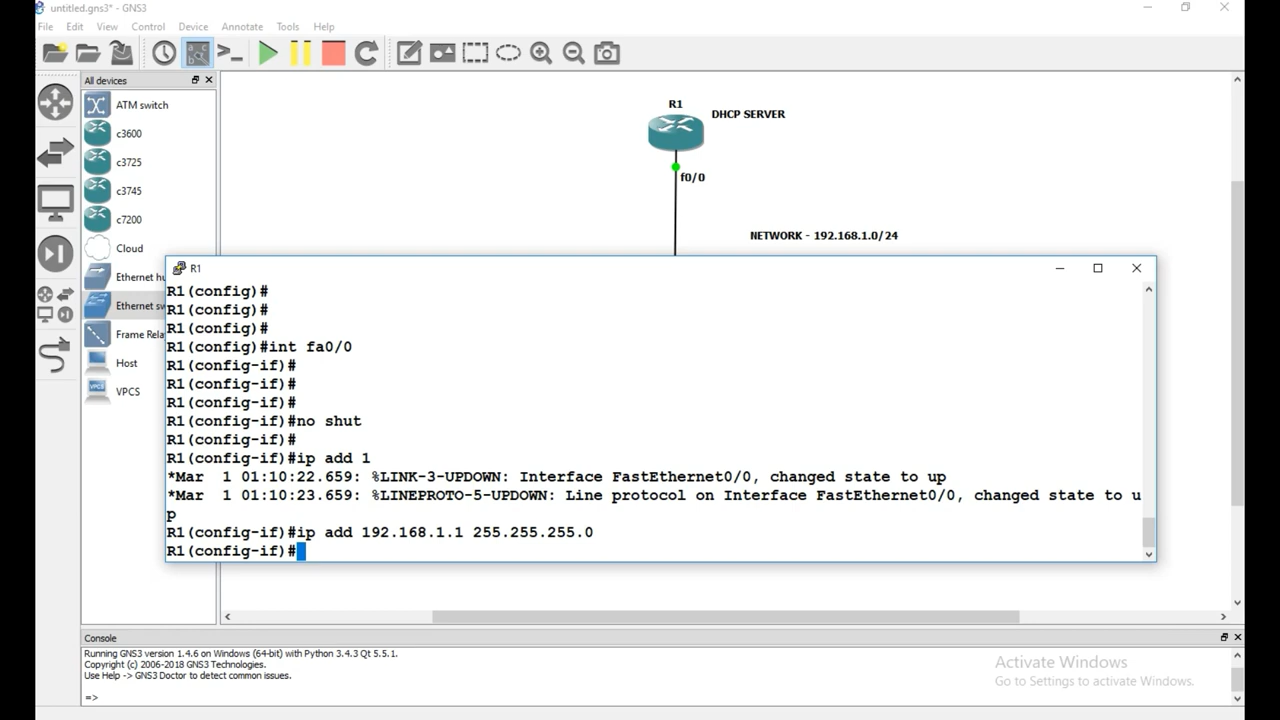 untitled.gns3* - GNS3
File Edit View Control Device Annotate Tools Help
All devices
ATM switch
c3600
c3725
c3745
c7200
Cloud
Ethernet hu
Ethernet sw
Frame Rela
Host
VPCS
R1
DHCP SERVER
f0/0
NETWORK - 192.168.1.0/24
R1
R1(config)#
R1(config)#
R1(config)#
R1(config)#int fa0/0
R1(config-if)#
R1(config-if)#
R1(config-if)#
R1(config-if)#no shut
R1(config-if)#
R1(config-if)#ip add 1
*Mar  1 01:10:22.659: %LINK-3-UPDOWN: Interface FastEthernet0/0, changed state to up
*Mar  1 01:10:23.659: %LINEPROTO-5-UPDOWN: Line protocol on Interface FastEthernet0/0, changed state to u
p
R1(config-if)#ip add 192.168.1.1 255.255.255.0
R1(config-if)#
Console
Running GNS3 version 1.4.6 on Windows (64-bit) with Python 3.4.3 Qt 5.5.1.
Copyright (c) 2006-2018 GNS3 Technologies.
Use Help -> GNS3 Doctor to detect common issues.
=>
Activate Windows
Go to Settings to activate Windows.